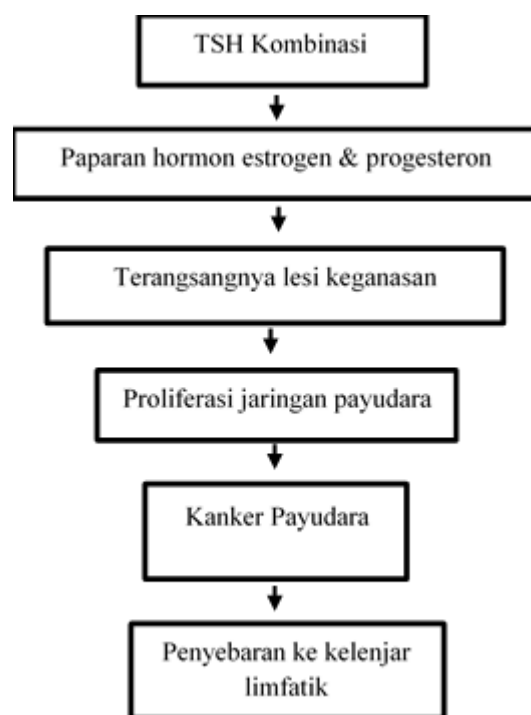 TSH Kombinasi
Paparan hormon estrogen & progesteron
Terangsangnya lesi keganasan
Proliferasi jaringan payudara
Kanker Payudara
Penyebaran ke kelenjar
limfatik